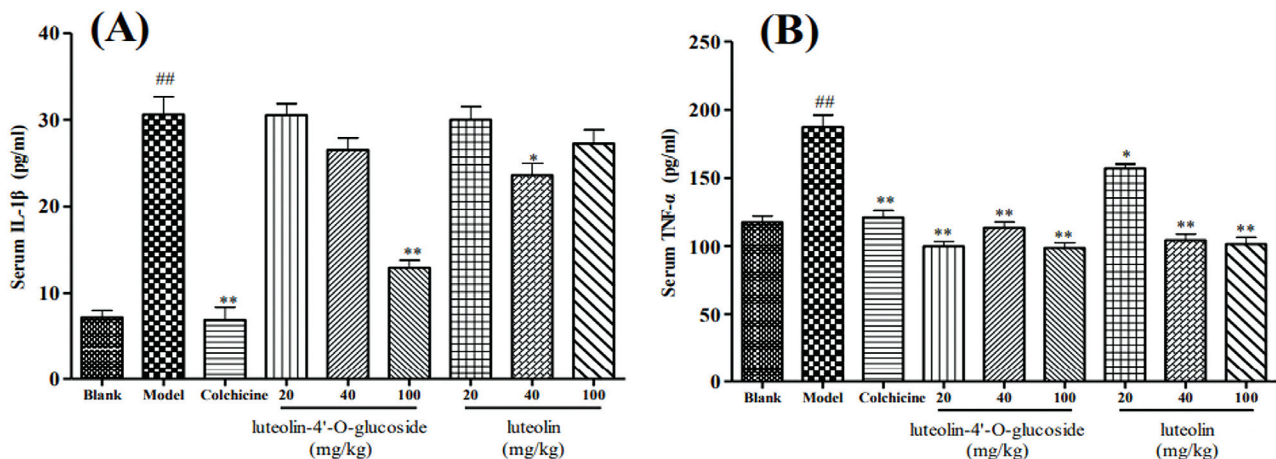 (A)
Serum IL-1β (pg/ml)
40
30
20
10
0
##
**
**
*
Blank Model Colchicine 20 40 100 20 40 100
luteolin-4'-O-glucoside luteolin
(mg/kg) (mg/kg)
(B)
Serum TNF-α (pg/ml)
250
200
150
100
50
0
##
**
**
**
**
*
**
**
Blank Model Colchicine 20 40 100 20 40 100
luteolin-4'-O-glucoside luteolin
(mg/kg) (mg/kg)